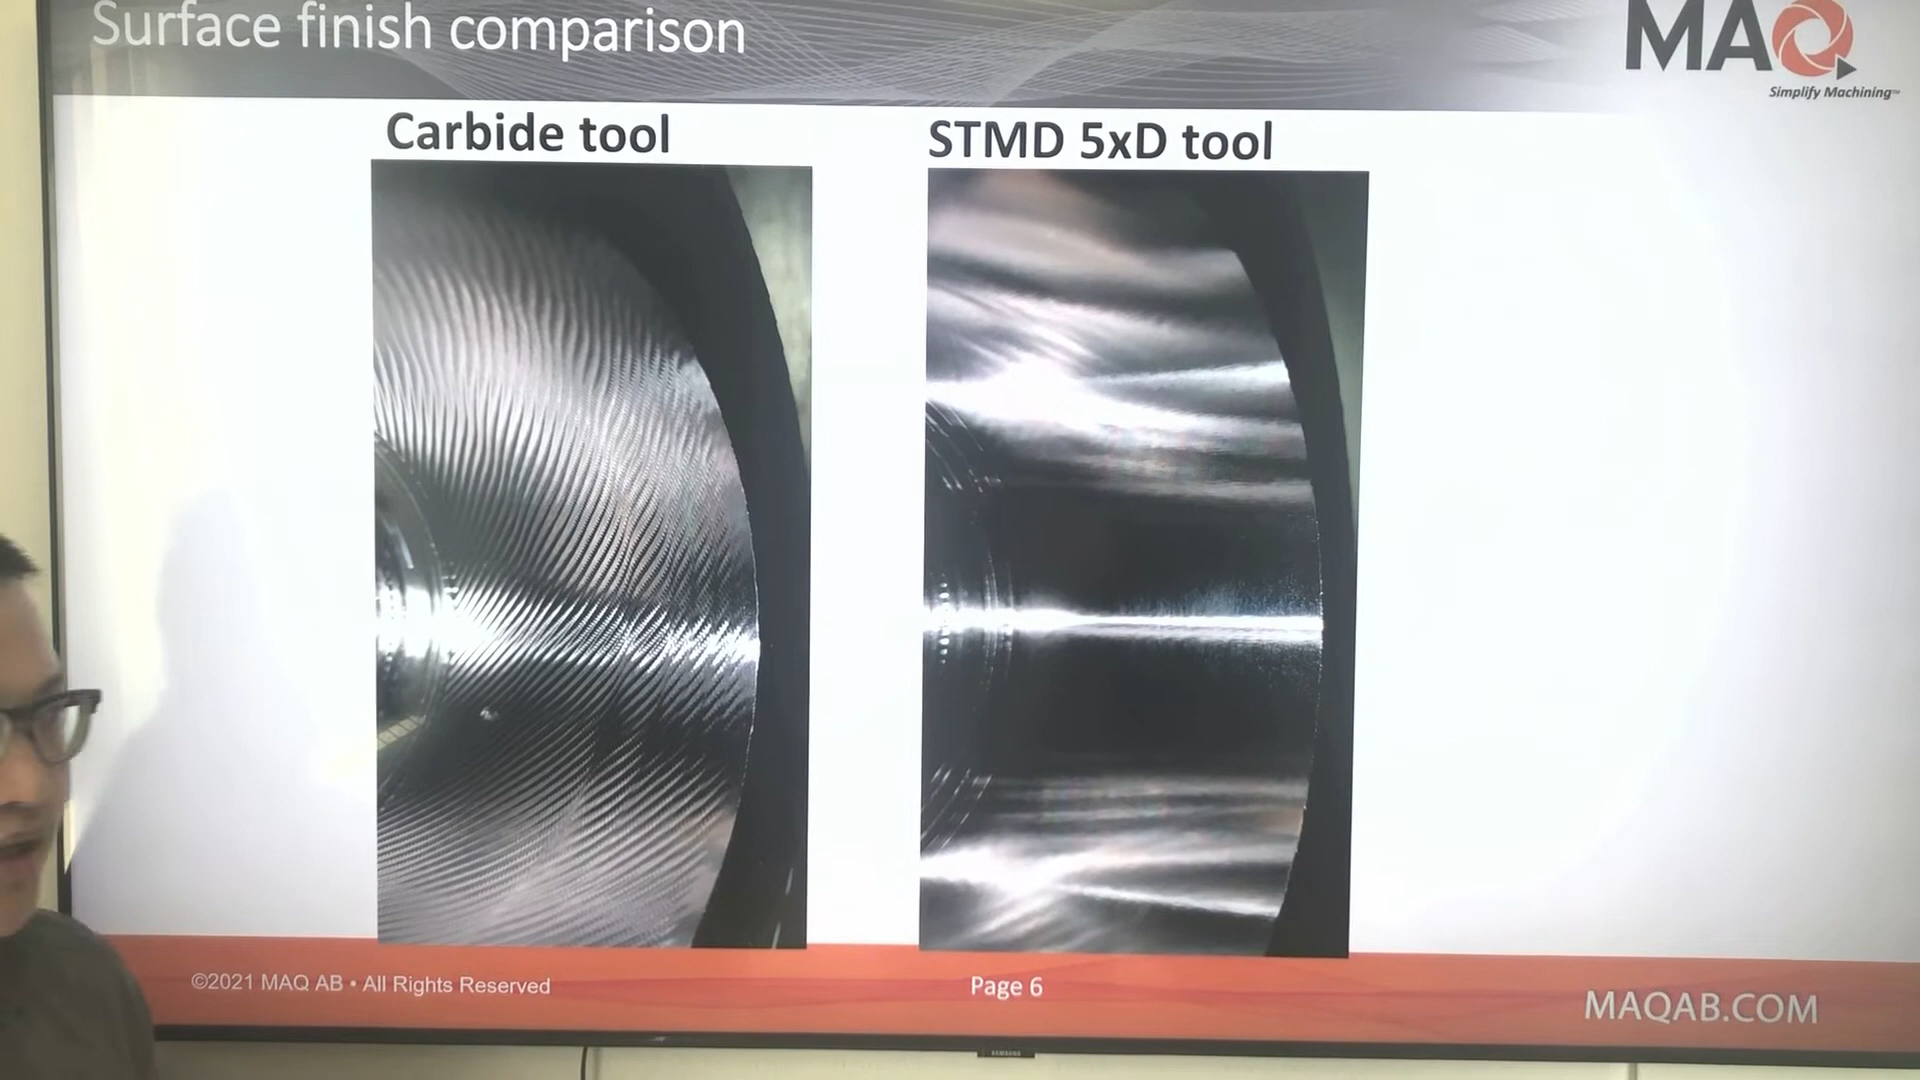 Surface finish comparison
MAQ
Simplify Machining™
Carbide tool
STMD 5xD tool
©2021 MAQ AB • All Rights Reserved
Page 6
MAQAB.COM
SAMSUNG